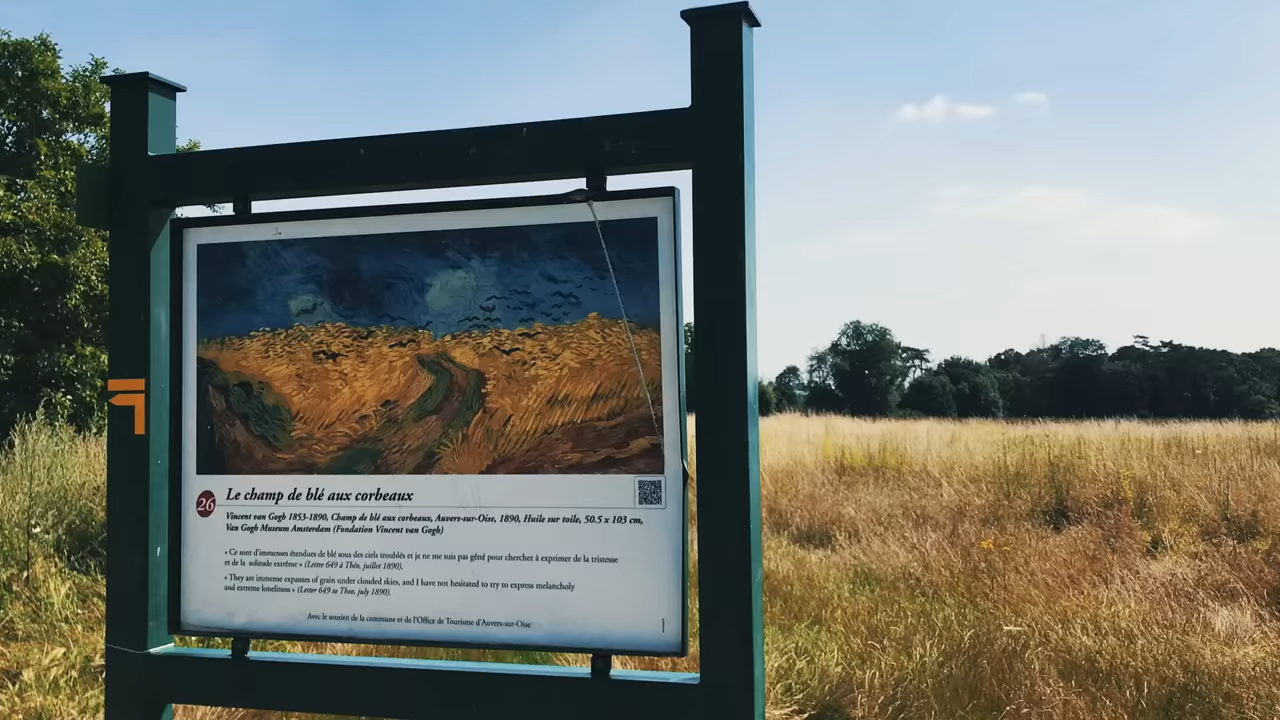 26
Le champ de blé aux corbeaux
Vincent van Gogh 1853-1890, Champ de blé aux corbeaux, Auvers-sur-Oise, 1890, Huile sur toile, 50.5 x 103 cm,
Van Gogh Museum Amsterdam (Fondation Vincent van Gogh)
« Ce sont d'immenses étendues de blé sous des ciels troublés et je ne me suis pas gêné pour chercher à exprimer de la tristesse
et de la solitude extrême » (Lettre 649 à Théo, juillet 1890).
« They are immense expanses of grain under clouded skies, and I have not hesitated to try to express melancholy
and extreme loneliness « (Letter 649 to Theo, july 1890).
Avec le soutien de la commune et de l'Office de Tourisme d'Auvers-sur-Oise